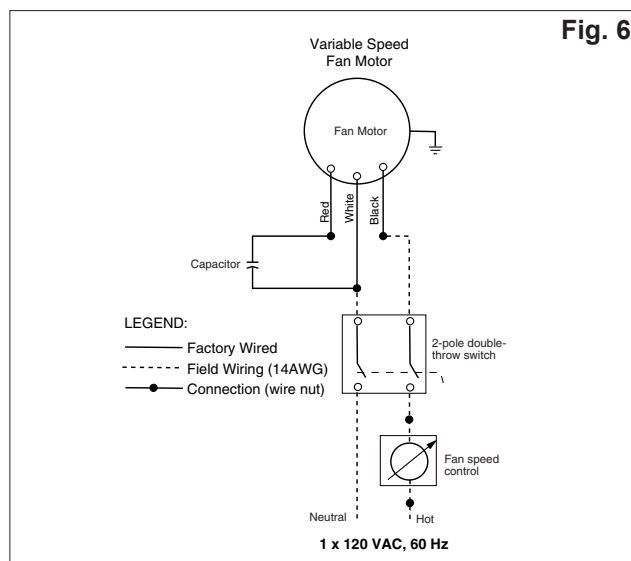 Fig. 6
Variable Speed
Fan Motor
Fan Motor
Red
White
Black
Capacitor
LEGEND:
Factory Wired
Field Wiring (14AWG)
Connection (wire nut)
2-pole double-
throw switch
Fan speed
control
Neutral
Hot
1 x 120 VAC, 60 Hz